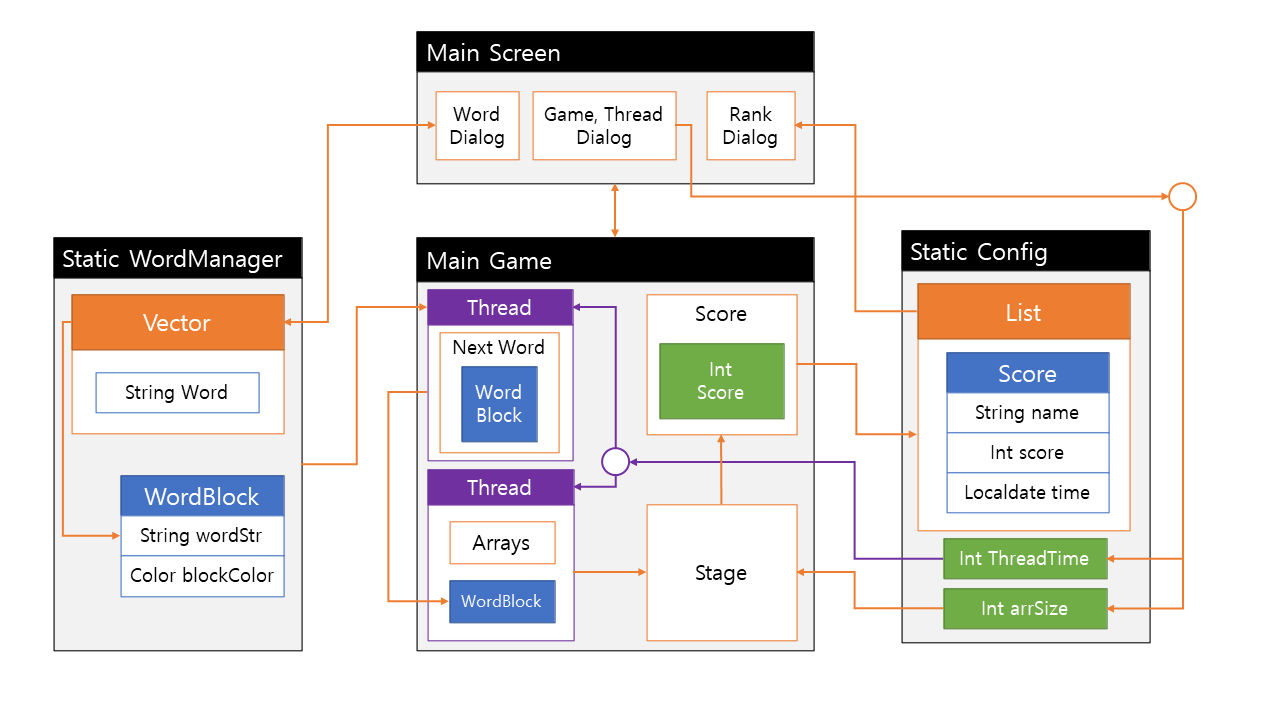 Main Screen
Word
Dialog
Game, Thread
Dialog
Rank
Dialog
Static WordManager
Vector
String Word
WordBlock
String wordStr
Color blockColor
Main Game
Thread
Next Word
Word
Block
Thread
Arrays
WordBlock
Score
Int
Score
Stage
Static Config
List
Score
String name
Int score
Localdate time
Int ThreadTime
Int arrSize